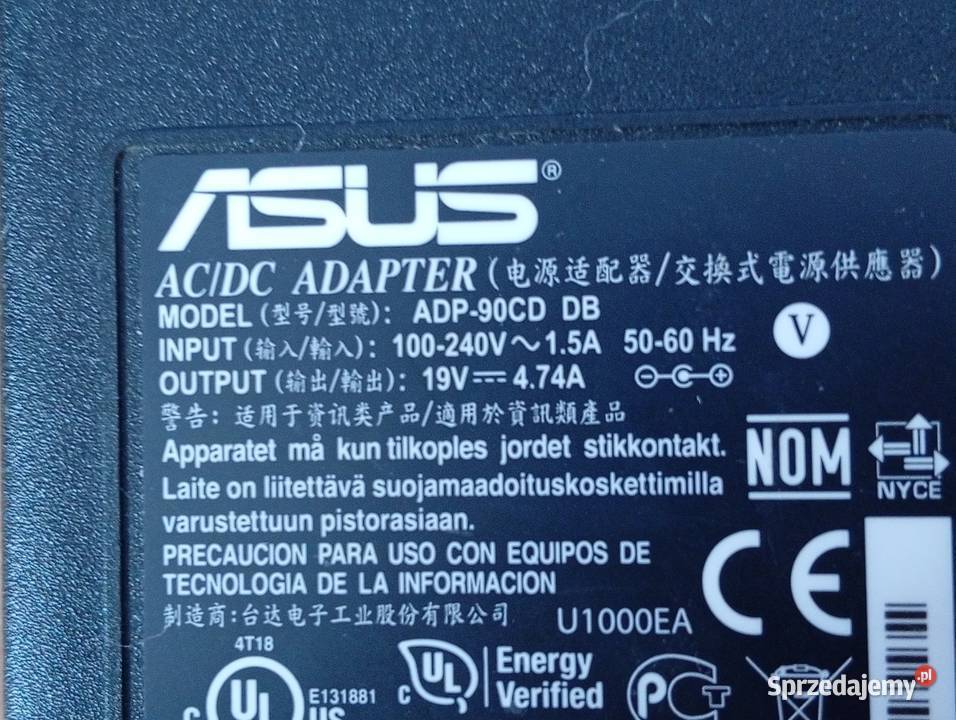 ASUS®
AC/DC ADAPTER (电源适配器/交換式電源供應器)
MODEL (型号/型號): ADP-90CD DB
INPUT (输入/輸入): 100-240V～1.5A 50-60 Hz
OUTPUT (输出/輸出): 19V⎓4.74A
V
警告: 适用于资讯类产品/適用於資訊類產品
Apparatet må kun tilkoples jordet stikkontakt.
Laite on liitettävä suojamaadoituskoskettimilla
varustettuun pistorasiaan.
NOM
NYCE
PRECAUCION PARA USO CON EQUIPOS DE
TECNOLOGIA DE LA INFORMACION
CE
制造商:台达电子工业股份有限公司
U1000EA
4T18
c UL US
E131881
c UL Energy
Verified
PCT
Sprzedajemy.pl